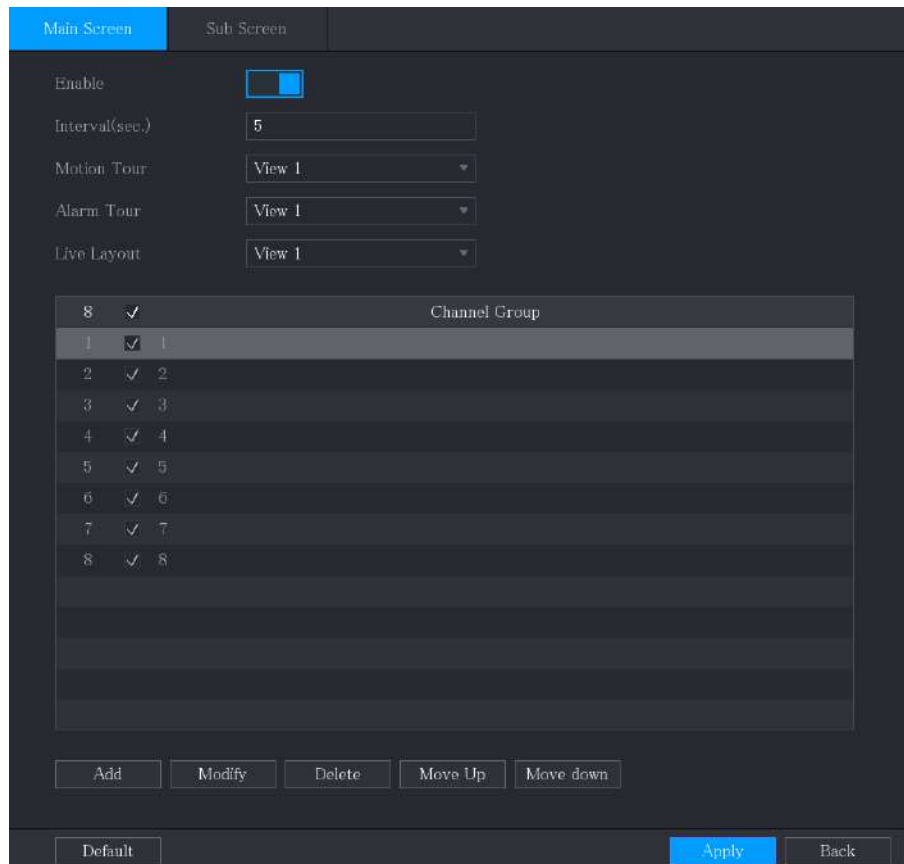 Main Screen Sub Screen
Enable
Interval(sec.) 5
Motion Tour View 1
Alarm Tour View 1
Live Layout View 1
8 Channel Group
1 1
2 2
3 3
4 4
5 5
6 6
7 7
8 8
Add Modify Delete Move Up Move down
Default Apply Back